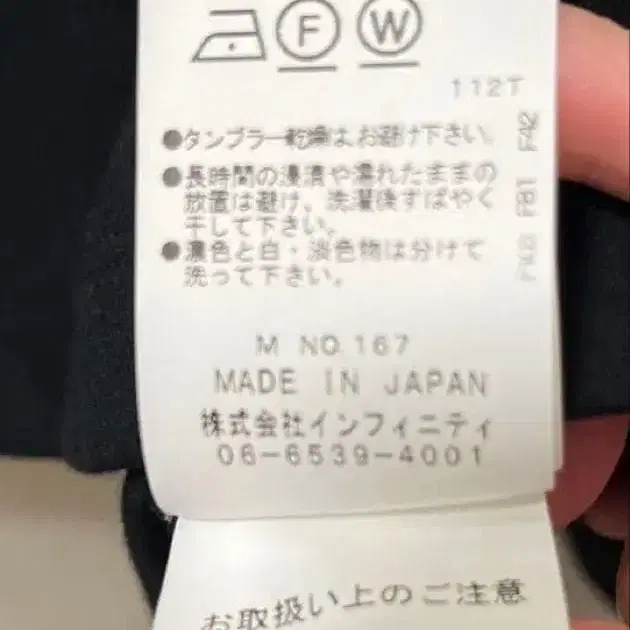 F W
112T
●タンブラー乾燥はお避け下さい。
●長時間の浸漬や濡れたままの
放置は避け、洗濯後すばやく
干して下さい。
●濃色と白・淡色物は分けて
洗って下さい。
F81 F42
M NO.167
MADE IN JAPAN
株式会社インフィニティ
06-6539-4001
お取扱い上のご注意